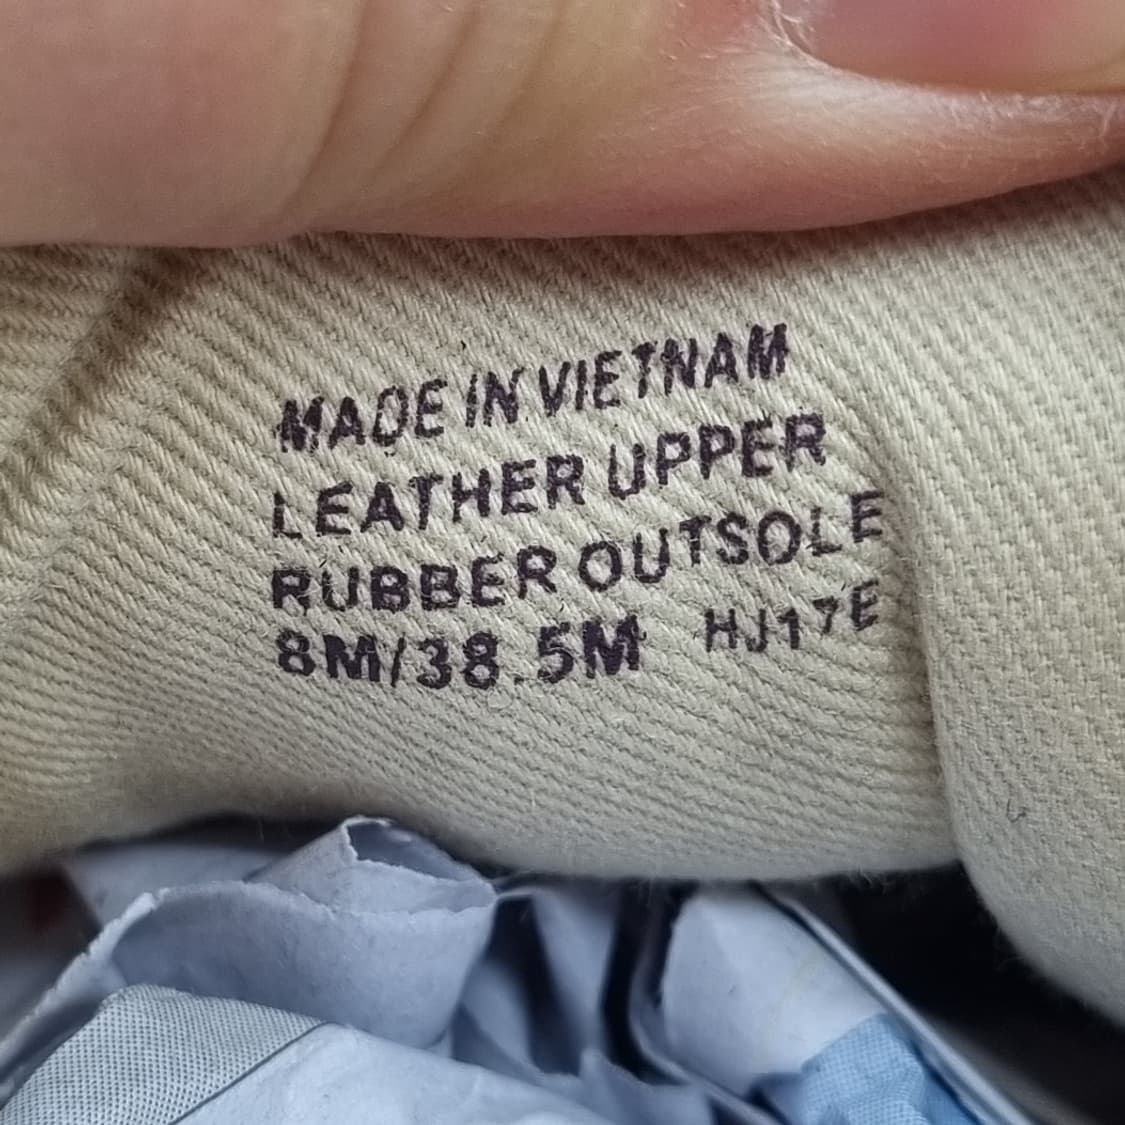 MADE IN VIETNAM
LEATHER UPPER
RUBBER OUTSOLE
8M/38.5M HJ17E